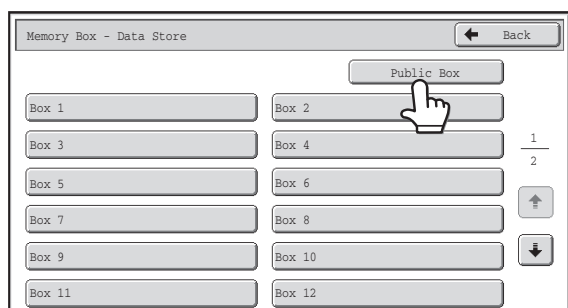 Memory Box - Data Store
Back
Public Box
Box 1
Box 2
Box 3
Box 4
1
2
Box 5
Box 6
Box 7
Box 8
Box 9
Box 10
Box 11
Box 12